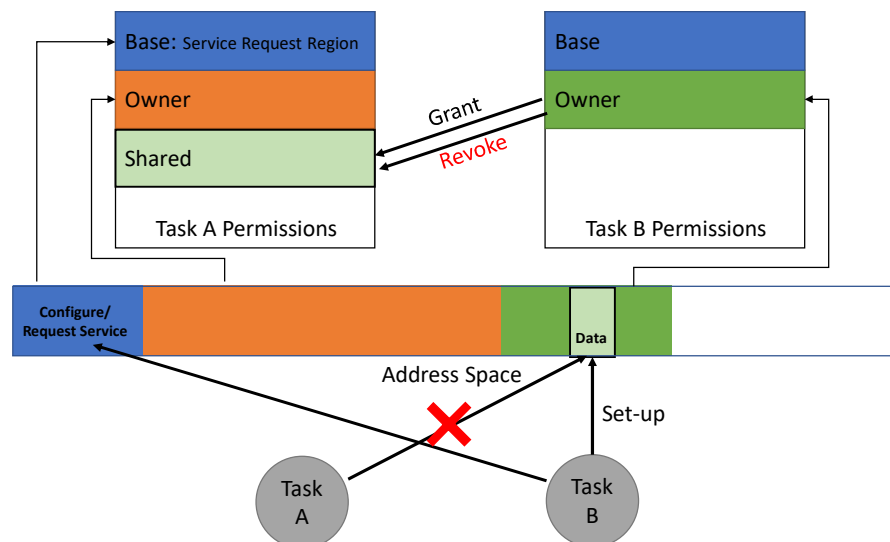 Base: Service Request Region
Owner
Shared
Task A Permissions
Grant
Revoke
Base
Owner
Task B Permissions
Configure/
Request Service
Data
Address Space
Set-up
Task
A
Task
B